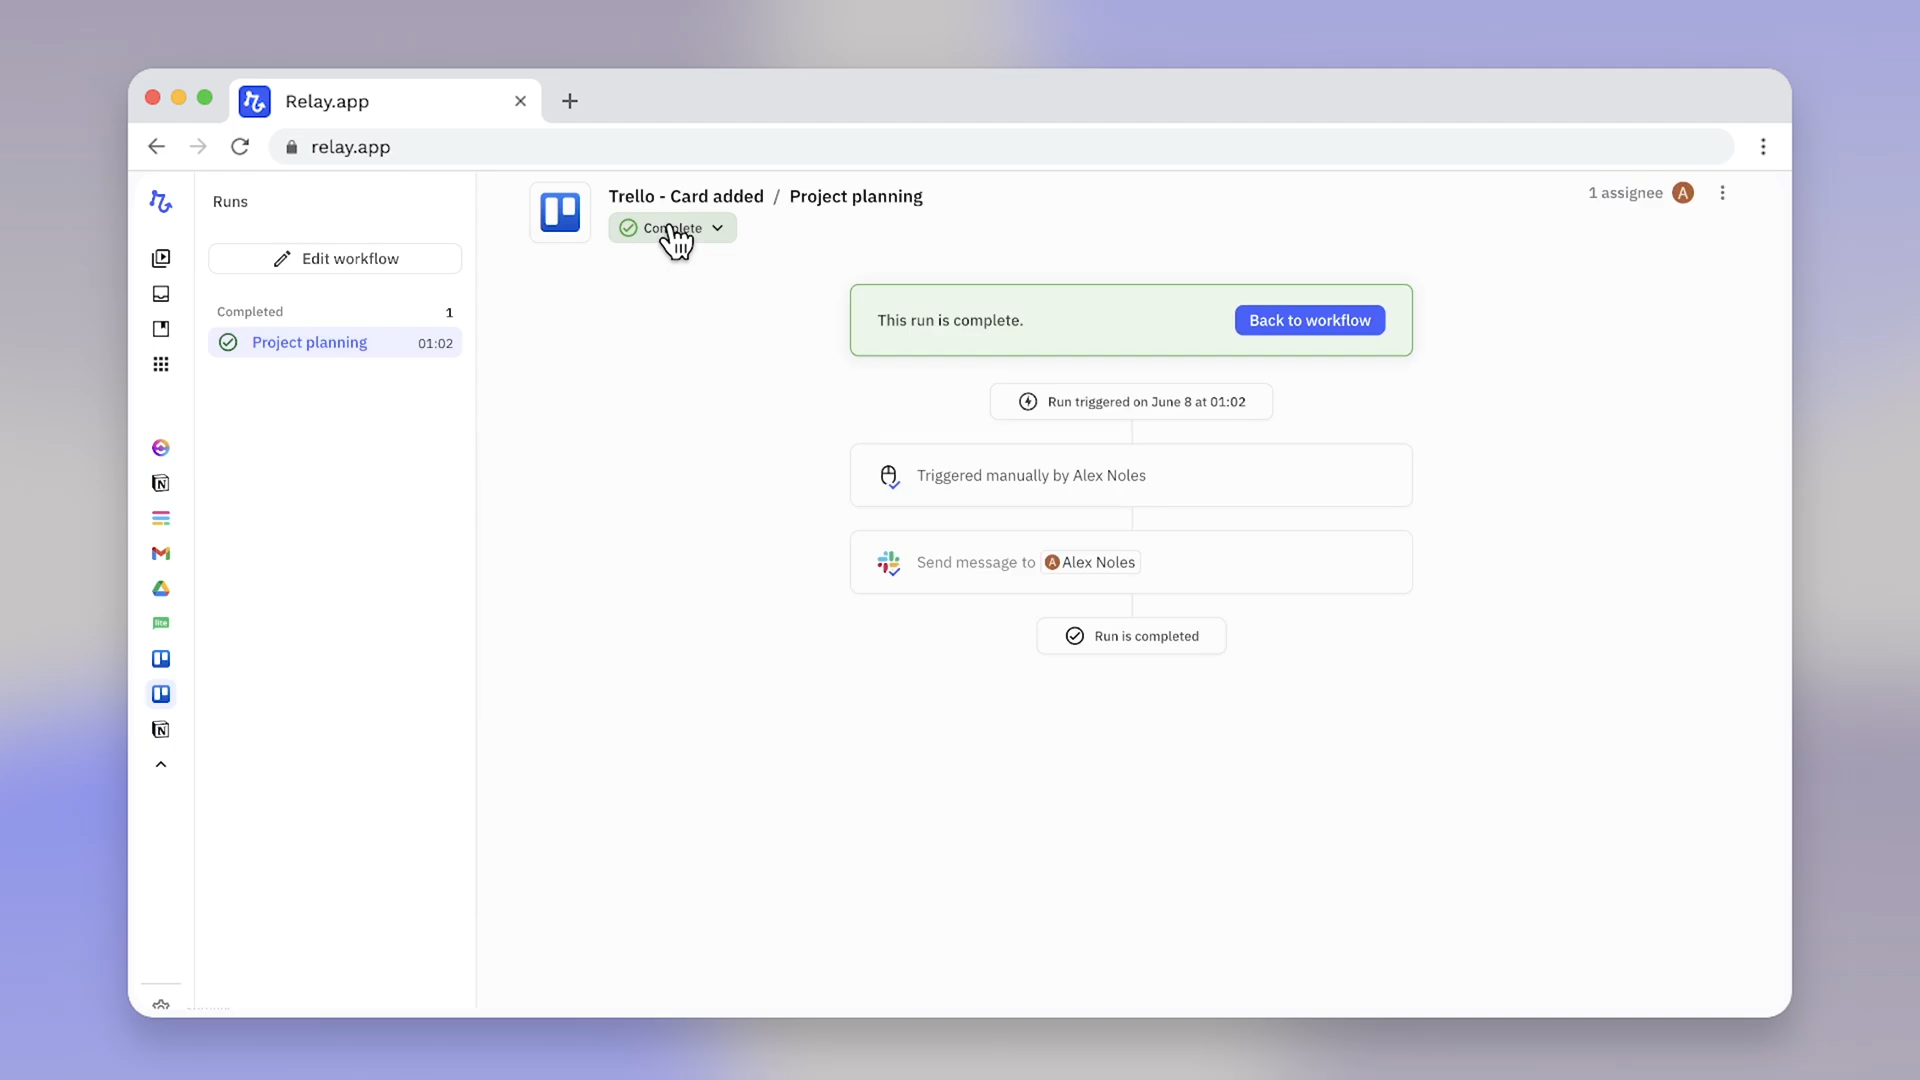 Relay.app
relay.app
Runs
Edit workflow
Completed 1
Project planning 01:02
lite
Trello - Card added / Project planning
Complete
1 assignee A
This run is complete.
Back to workflow
Run triggered on June 8 at 01:02
Triggered manually by Alex Noles
Send message to A Alex Noles
Run is completed